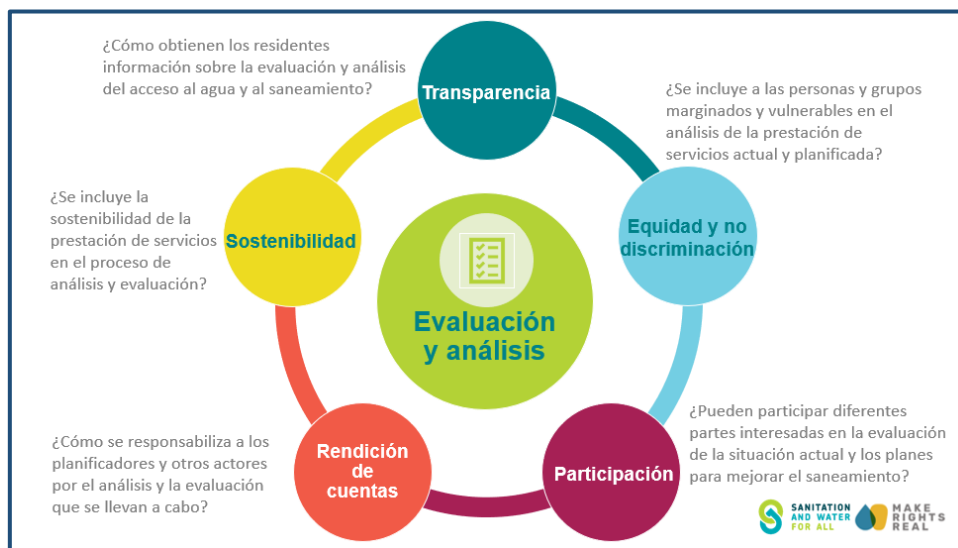 ¿Cómo obtienen los residentes
información sobre la evaluación y análisis
del acceso al agua y al saneamiento?
Transparencia
¿Se incluye a las personas y grupos
marginados y vulnerables en el
análisis de la prestación de
servicios actual y planificada?
Equidad y no
discriminación
¿Se incluye la
sostenibilidad de la
prestación de servicios
en el proceso de
análisis y evaluación?
Sostenibilidad
Evaluación
y análisis
¿Pueden participar diferentes
partes interesadas en la evaluación
de la situación actual y los planes
para mejorar el saneamiento?
Participación
Rendición
de
cuentas
¿Cómo se responsabiliza a los
planificadores y otros actores
por el análisis y la evaluación
que se llevan a cabo?
SANITATION
AND WATER
FOR ALL
MAKE
RIGHTS
REAL